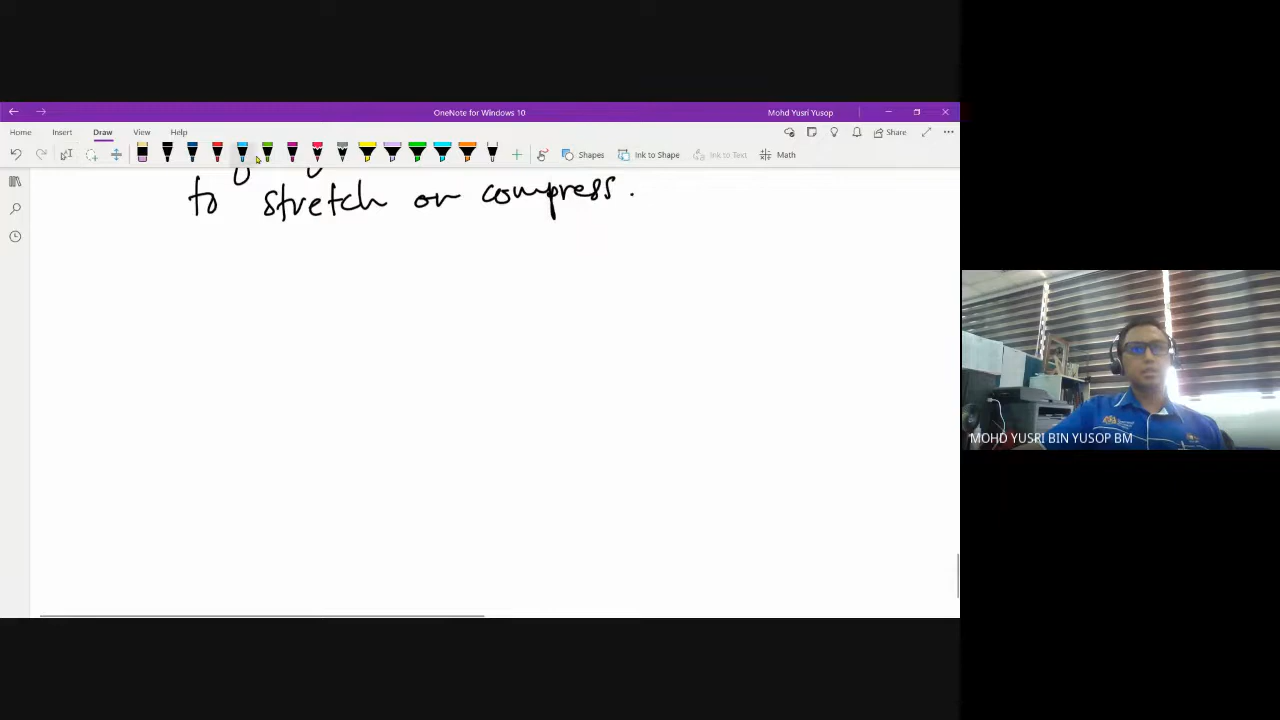 OneNote for Windows 10
Mohd Yusri Yusop
Home Insert Draw View Help
Share
Shapes Ink to Shape Ink to Text Math
to stretch or compress.
MOHD YUSRI BIN YUSOP BM